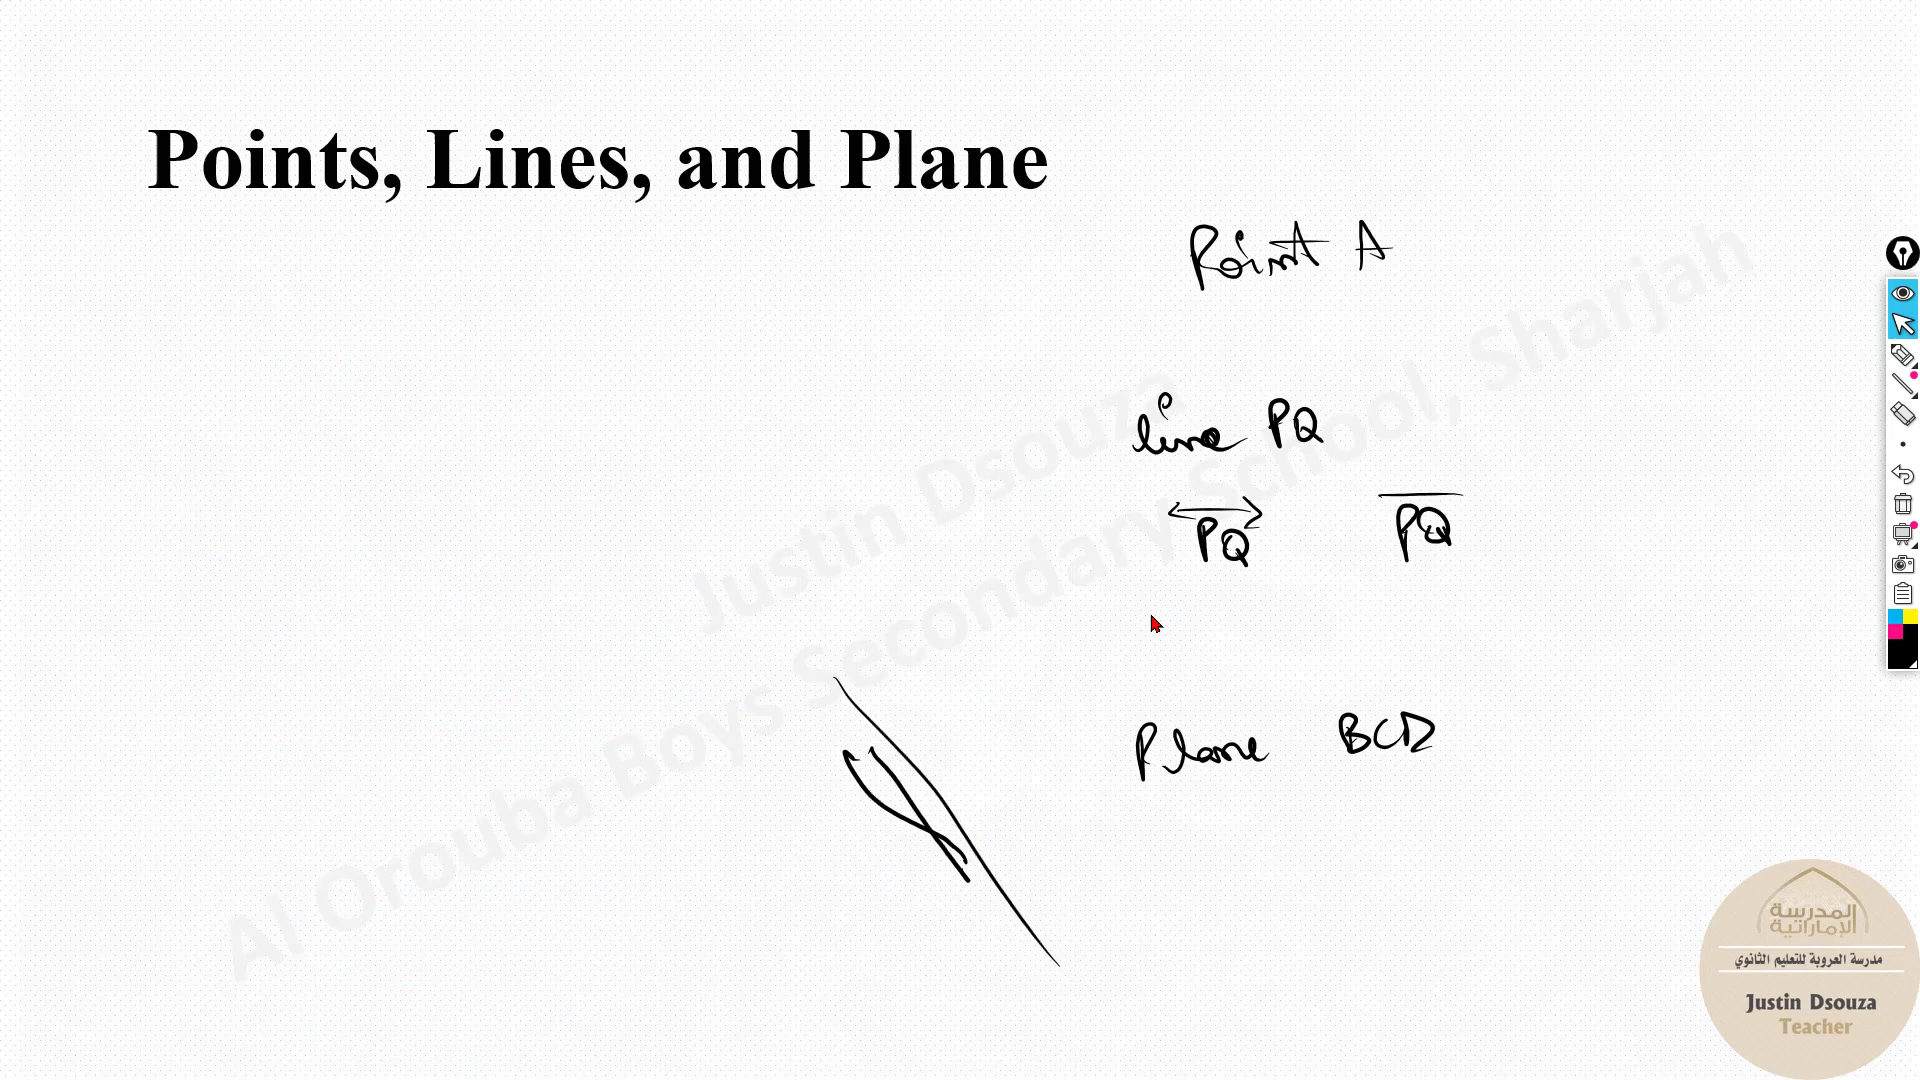 Points, Lines, and Plane
Point A
line PQ
PQ PQ
Plane BCD
Justin Dsouza
Al Orouba Boys Secondary School, Sharjah
المدرسة
الإماراتية
مدرسة العروبة للتعليم الثانوي
Justin Dsouza
Teacher